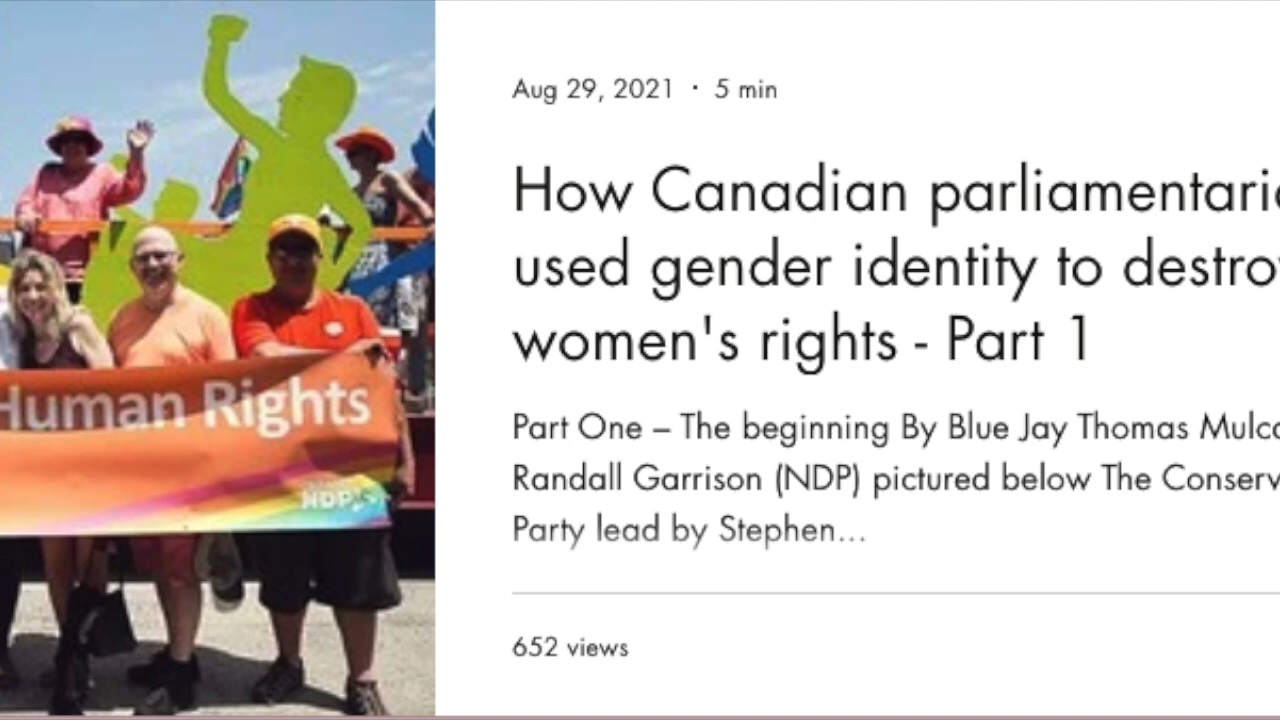 Human Rights
NDP
Aug 29, 2021 · 5 min
How Canadian parliamentari
used gender identity to destro
women's rights - Part 1
Part One – The beginning By Blue Jay Thomas Mulc
Randall Garrison (NDP) pictured below The Conserv
Party lead by Stephen...
652 views